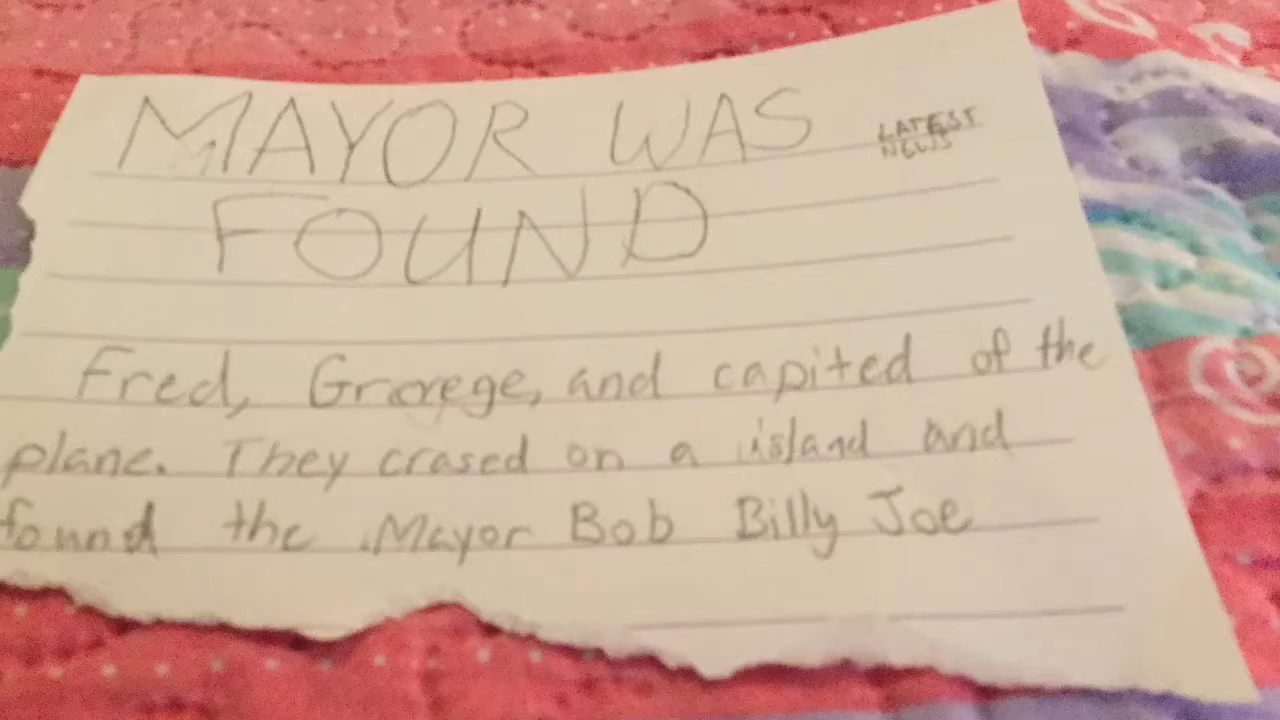 MAYOR WAS
LATEST
NEWS
FOUND
Fred, Grorege, and capited of the
plane. They crased on a island and
found the Mayor Bob Billy Joe